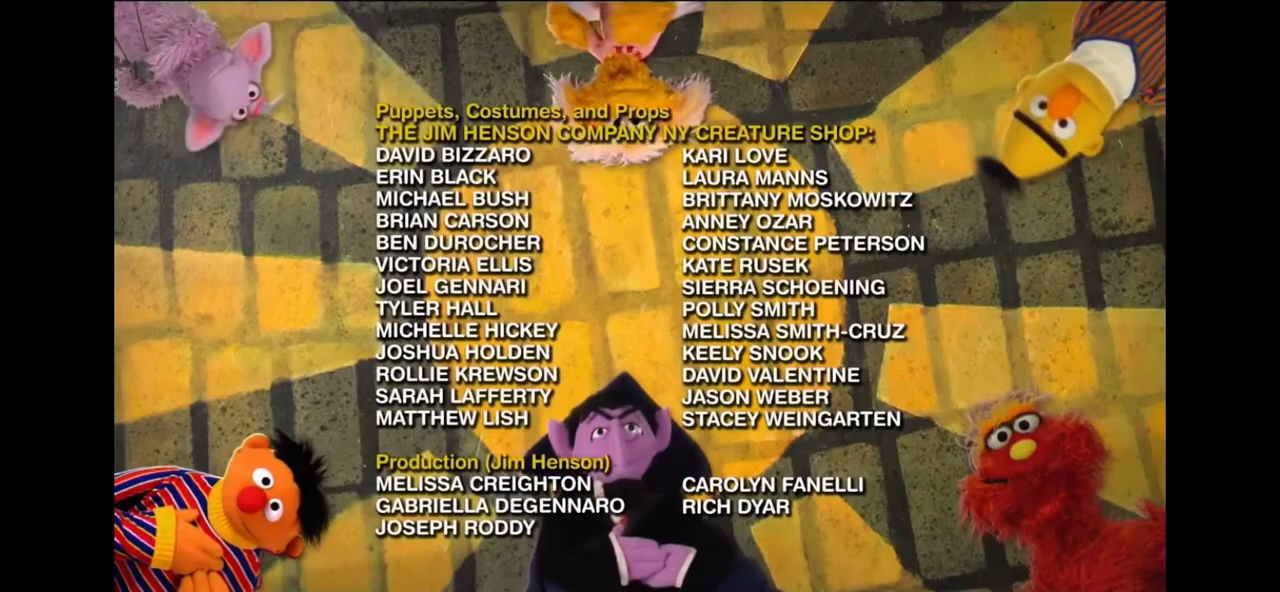 Puppets, Costumes, and Props
THE JIM HENSON COMPANY NY CREATURE SHOP:
DAVID BIZZARO
ERIN BLACK
MICHAEL BUSH
BRIAN CARSON
BEN DUROCHER
VICTORIA ELLIS
JOEL GENNARI
TYLER HALL
MICHELLE HICKEY
JOSHUA HOLDEN
ROLLIE KREWSON
SARAH LAFFERTY
MATTHEW LISH
KARI LOVE
LAURA MANNS
BRITTANY MOSKOWITZ
ANNEY OZAR
CONSTANCE PETERSON
KATE RUSEK
SIERRA SCHOENING
POLLY SMITH
MELISSA SMITH-CRUZ
KEELY SNOOK
DAVID VALENTINE
JASON WEBER
STACEY WEINGARTEN
Production (Jim Henson)
MELISSA CREIGHTON
GABRIELLA DEGENNARO
JOSEPH RODDY
CAROLYN FANELLI
RICH DYAR